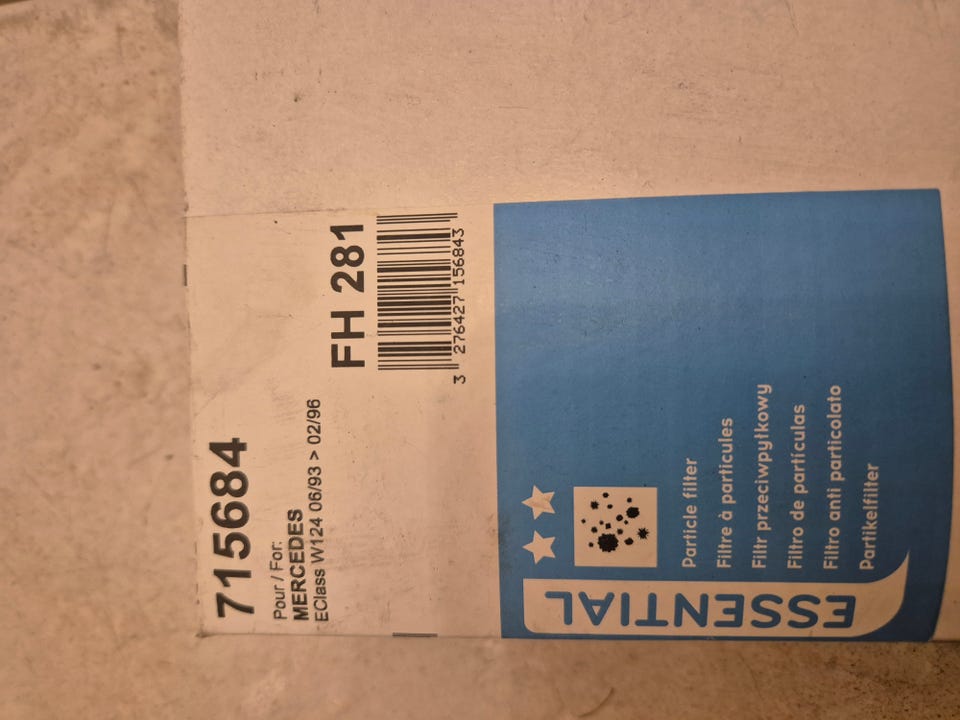 715684
Pour / For:
MERCEDES
EClass W124 06/93 > 02/96
FH 281
3 276427 156843
ESSENTIAL
Particle filter
Filtre à particules
Filtr przeciwpyłkowy
Filtro de partículas
Filtro anti particolato
Partikelfilter